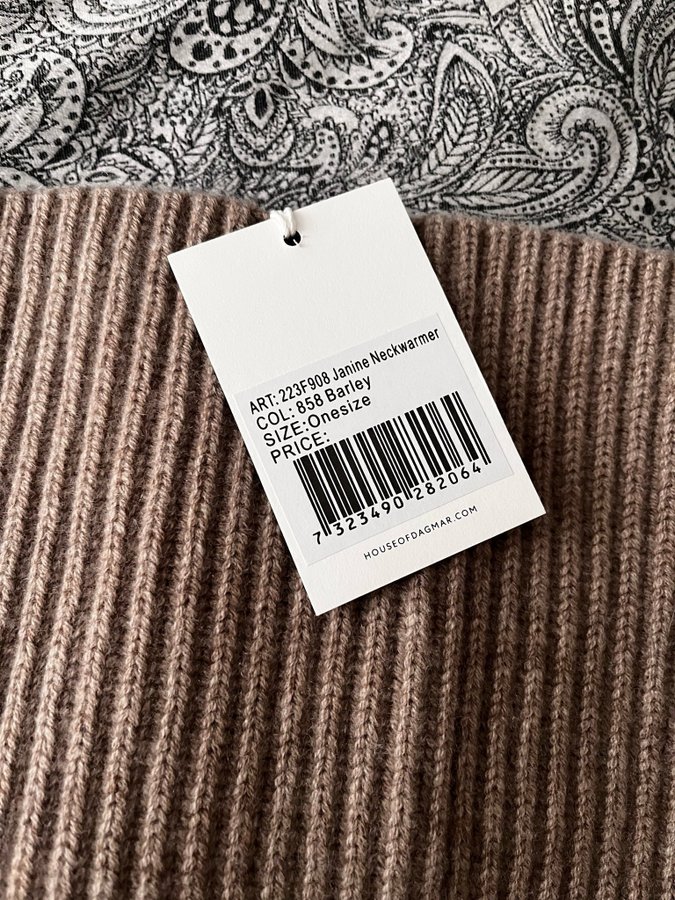 ART: 223F908 Janine Neckwarmer
COL: 858 Barley
SIZE:Onesize
PRICE:
7 323490 282064
HOUSEOFDAGMAR.COM